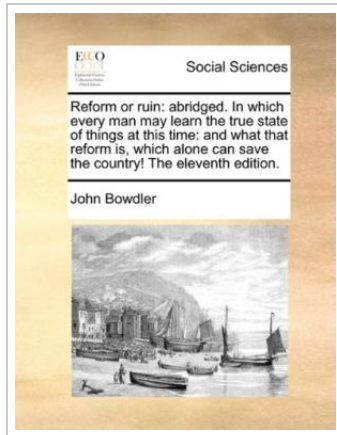 ECCO
Social Sciences
Reform or ruin: abridged. In which
every man may learn the true state
of things at this time: and what that
reform is, which alone can save
the country! The eleventh edition.
John Bowdler